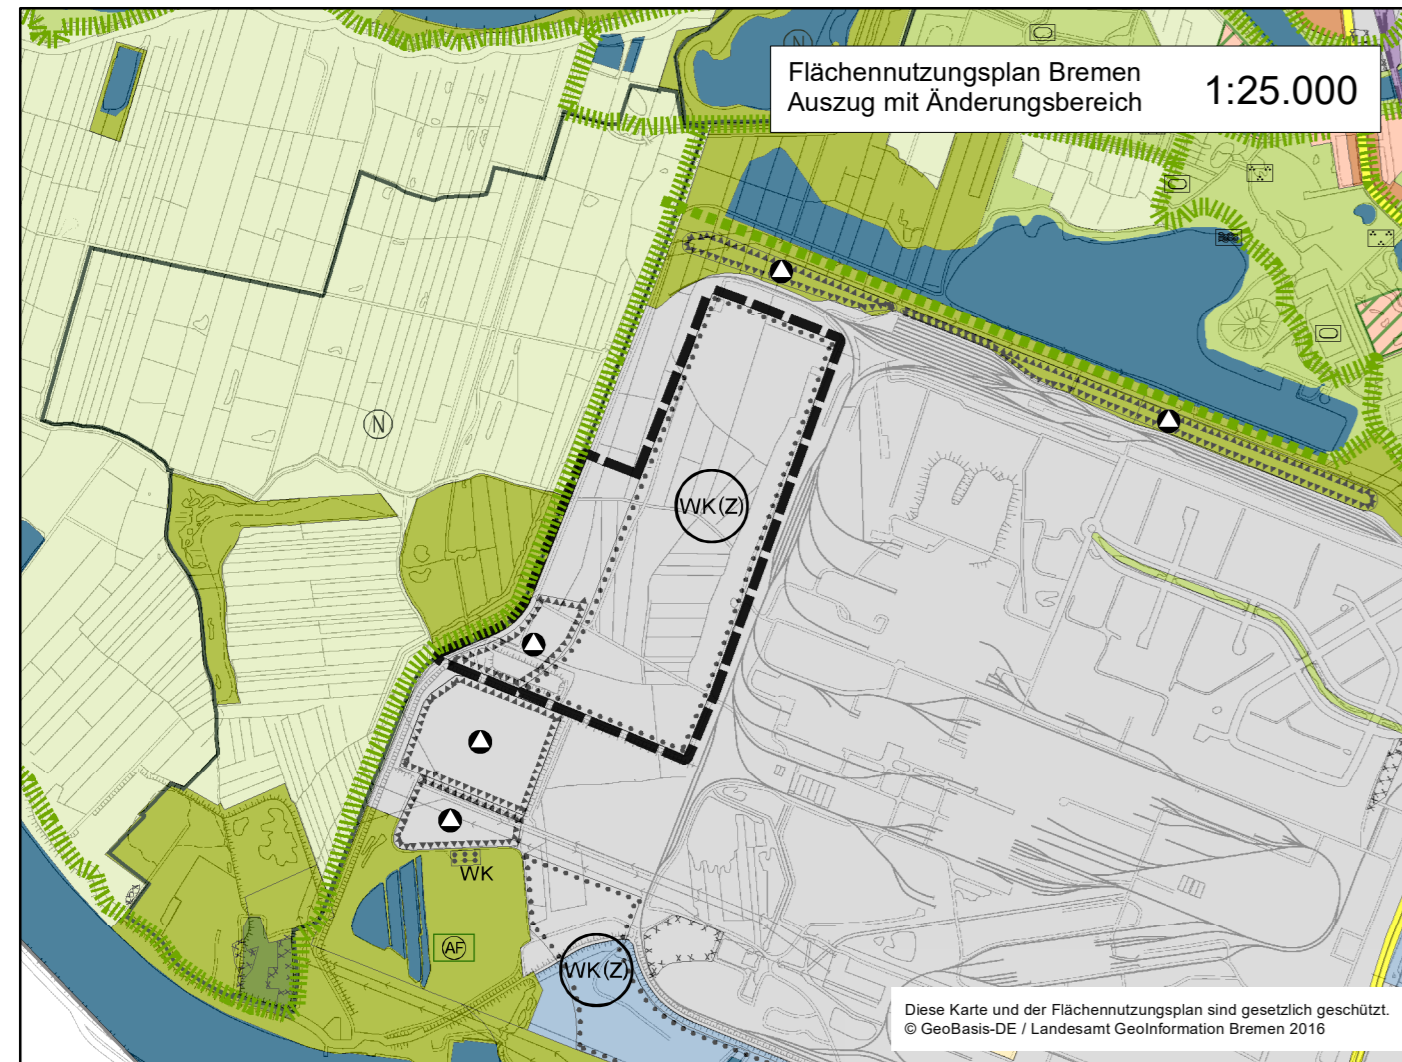 N
Flächennutzungsplan Bremen
Auszug mit Änderungsbereich
1:25.000
N
WK(Z)
WK
AF
WK(Z)
Diese Karte und der Flächennutzungsplan sind gesetzlich geschützt.
© GeoBasis-DE / Landesamt GeoInformation Bremen 2016